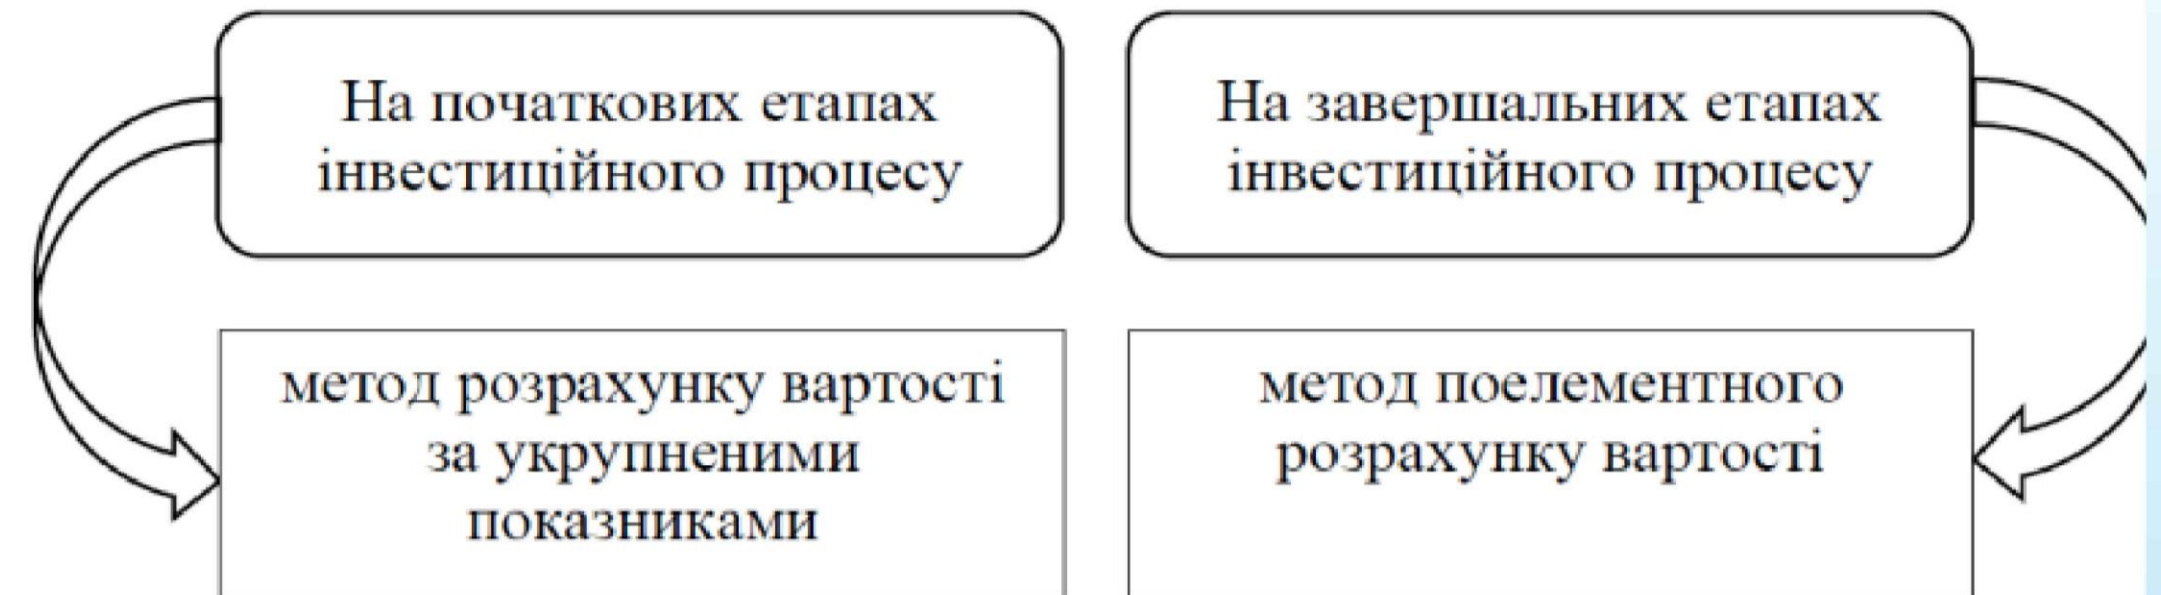 На початкових етапах
інвестиційного процесу
На завершальних етапах
інвестиційного процесу
метод розрахунку вартості
за укрупненими
показниками
метод поелементного
розрахунку вартості